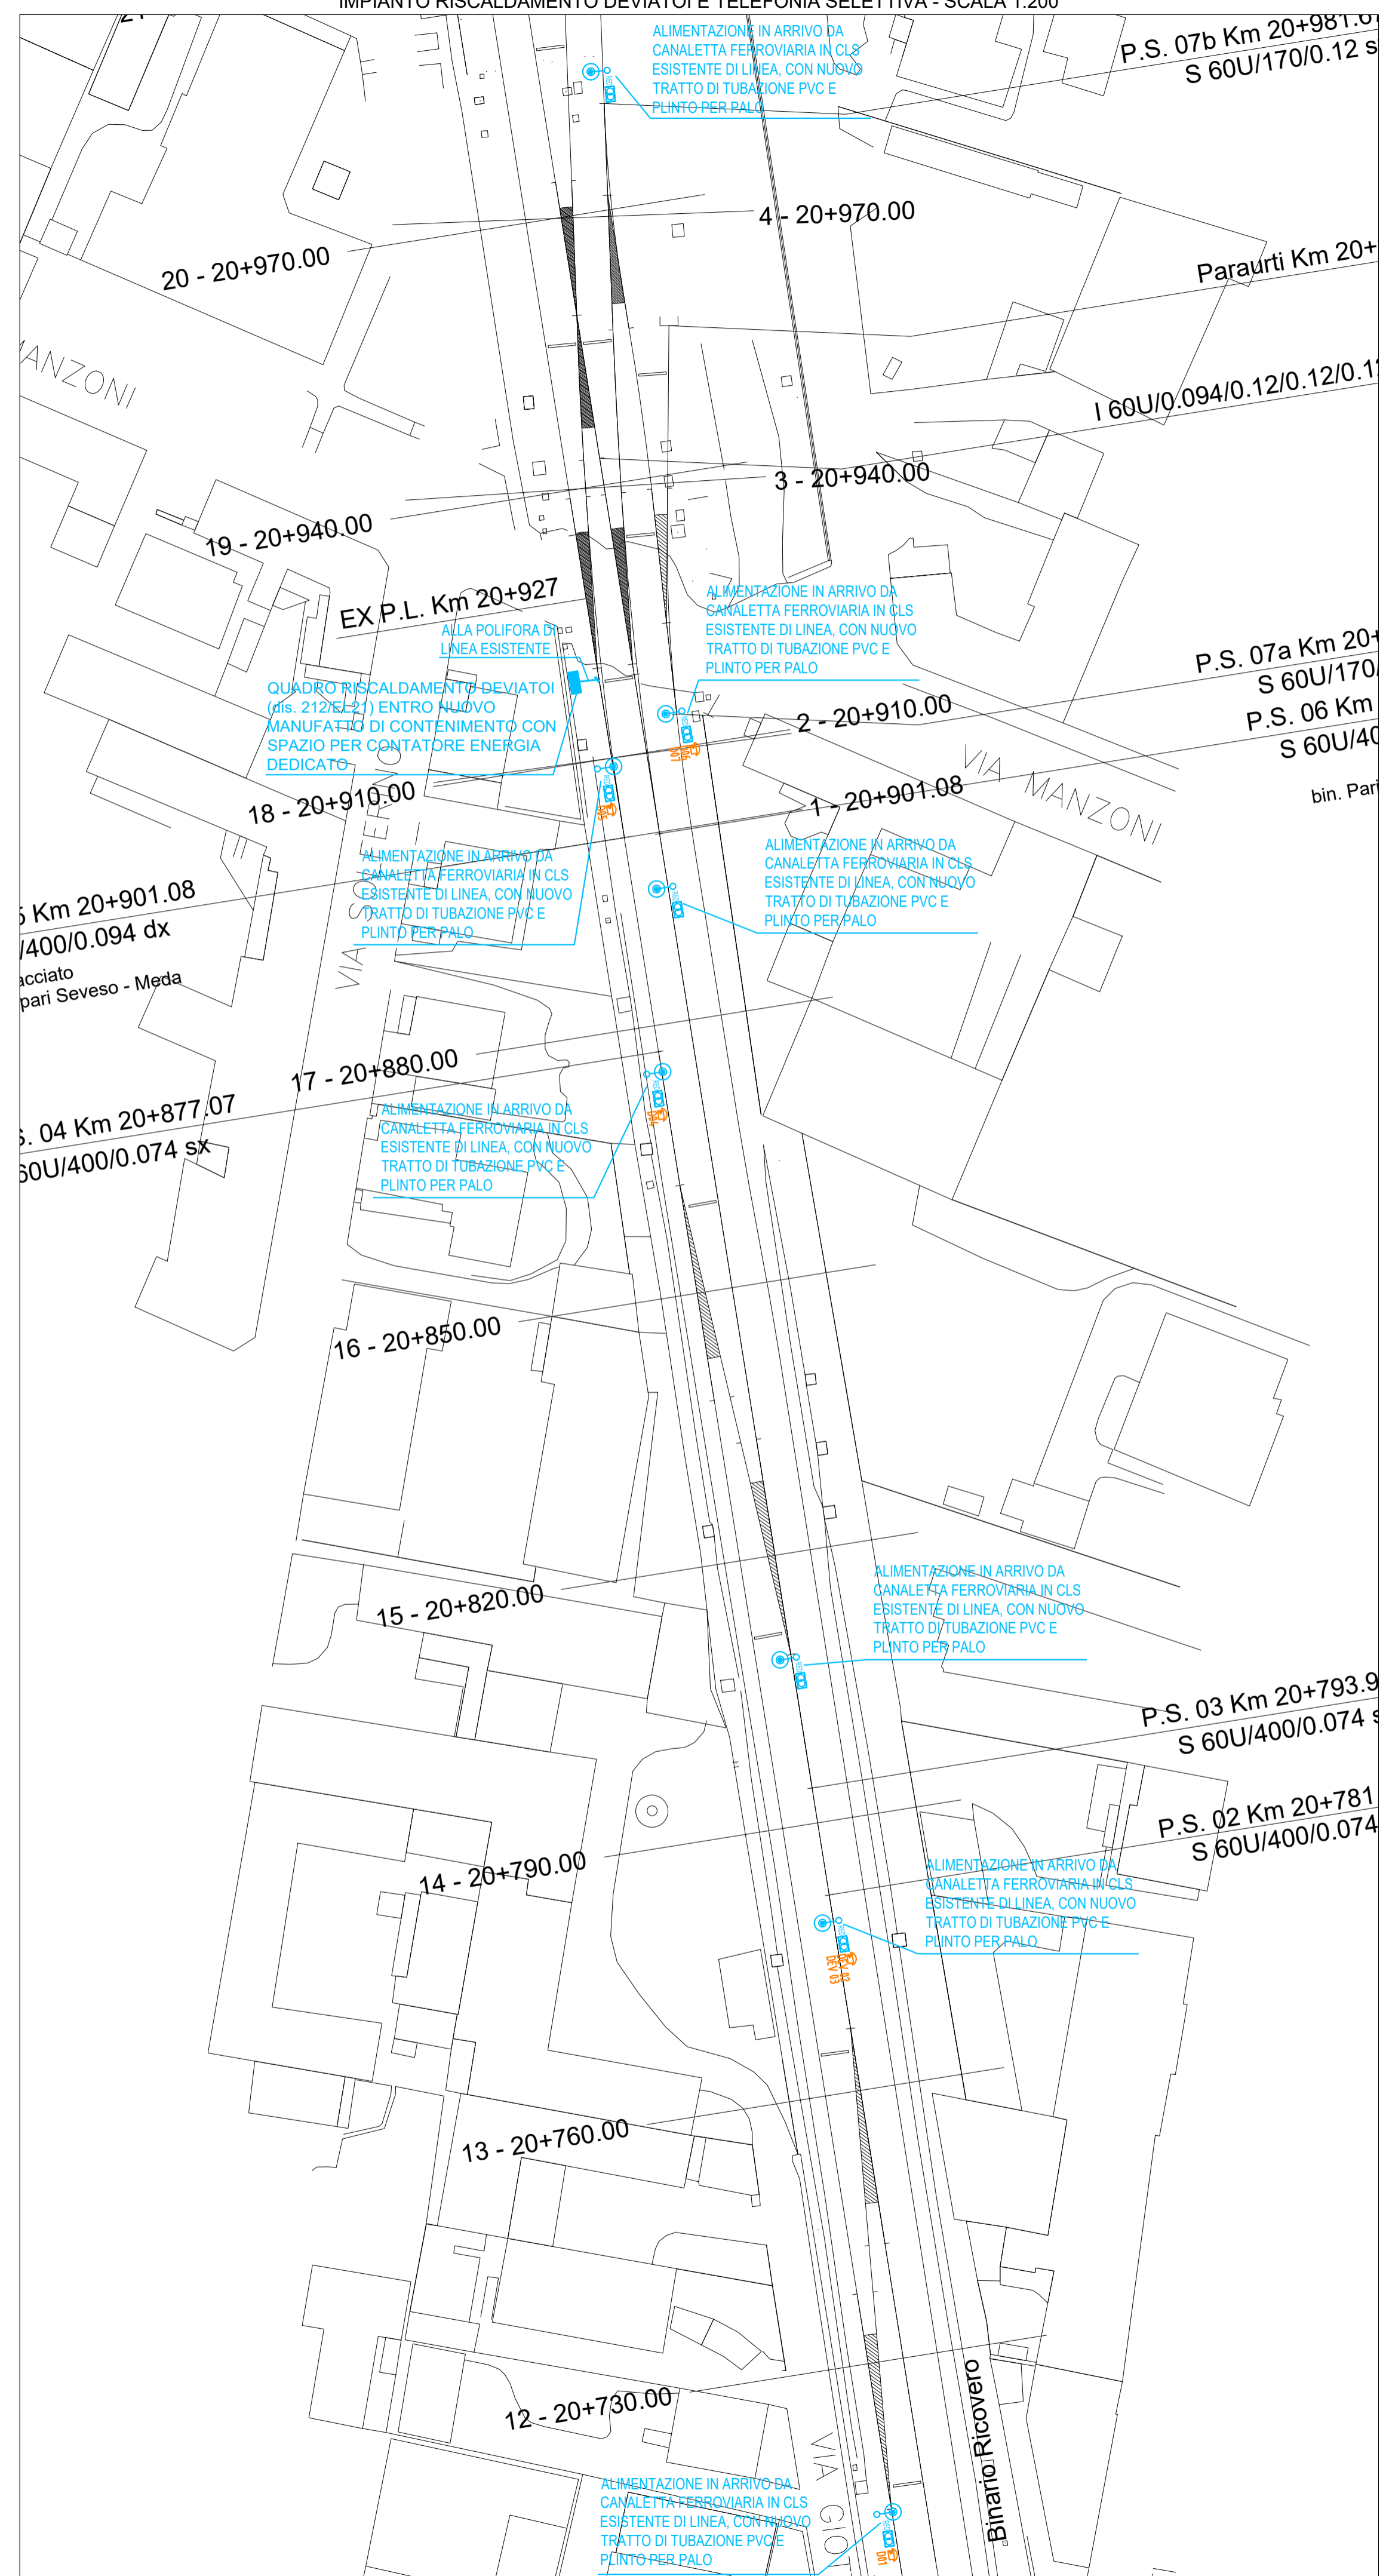 IMPIANTO RISCALDAMENTO DEVIATOI E TELEFONIA SELETTIVA - SCALA 1:200
ALIMENTAZIONE IN ARRIVO DA
CANALETTA FERROVIARIA IN CLS
ESISTENTE DI LINEA, CON NUOVO
TRATTO DI TUBAZIONE PVC E
PLINTO PER PALO
P.S. 07b Km 20+981.6
S 60U/170/0.12 s
4 - 20+970.00
20 - 20+970.00
Paraurti Km 20+
MANZONI
I 60U/0.094/0.12/0.12/0.12
3 - 20+940.00
19 - 20+940.00
EX P.L. Km 20+927
ALLA POLIFORA DI
LINEA ESISTENTE
ALIMENTAZIONE IN ARRIVO DA
CANALETTA FERROVIARIA IN CLS
ESISTENTE DI LINEA, CON NUOVO
TRATTO DI TUBAZIONE PVC E
PLINTO PER PALO
P.S. 07a Km 20+
S 60U/170/
P.S. 06 Km
S 60U/40
bin. Pari
QUADRO RISCALDAMENTO DEVIATOI
(dis. 212/EL21) ENTRO NUOVO
MANUFATTO DI CONTENIMENTO CON
SPAZIO PER CONTATORE ENERGIA
DEDICATO
2 - 20+910.00
VIA MANZONI
18 - 20+910.00
1 - 20+901.08
ALIMENTAZIONE IN ARRIVO DA
CANALETTA FERROVIARIA IN CLS
ESISTENTE DI LINEA, CON NUOVO
TRATTO DI TUBAZIONE PVC E
PLINTO PER PALO
ALIMENTAZIONE IN ARRIVO DA
CANALETTA FERROVIARIA IN CLS
ESISTENTE DI LINEA, CON NUOVO
TRATTO DI TUBAZIONE PVC E
PLINTO PER PALO
5 Km 20+901.08
/400/0.094 dx
acciato
pari Seveso - Meda
17 - 20+880.00
S. 04 Km 20+877.07
60U/400/0.074 sx
ALIMENTAZIONE IN ARRIVO DA
CANALETTA FERROVIARIA IN CLS
ESISTENTE DI LINEA, CON NUOVO
TRATTO DI TUBAZIONE PVC E
PLINTO PER PALO
16 - 20+850.00
15 - 20+820.00
ALIMENTAZIONE IN ARRIVO DA
CANALETTA FERROVIARIA IN CLS
ESISTENTE DI LINEA, CON NUOVO
TRATTO DI TUBAZIONE PVC E
PLINTO PER PALO
P.S. 03 Km 20+793.9
S 60U/400/0.074 s
P.S. 02 Km 20+781
S 60U/400/0.074
14 - 20+790.00
ALIMENTAZIONE IN ARRIVO DA
CANALETTA FERROVIARIA IN CLS
ESISTENTE DI LINEA, CON NUOVO
TRATTO DI TUBAZIONE PVC E
PLINTO PER PALO
DEV 02
DEV 03
13 - 20+760.00
12 - 20+730.00
Binario Ricovero
VIA GIO
ALIMENTAZIONE IN ARRIVO DA
CANALETTA FERROVIARIA IN CLS
ESISTENTE DI LINEA, CON NUOVO
TRATTO DI TUBAZIONE PVC E
PLINTO PER PALO
D01